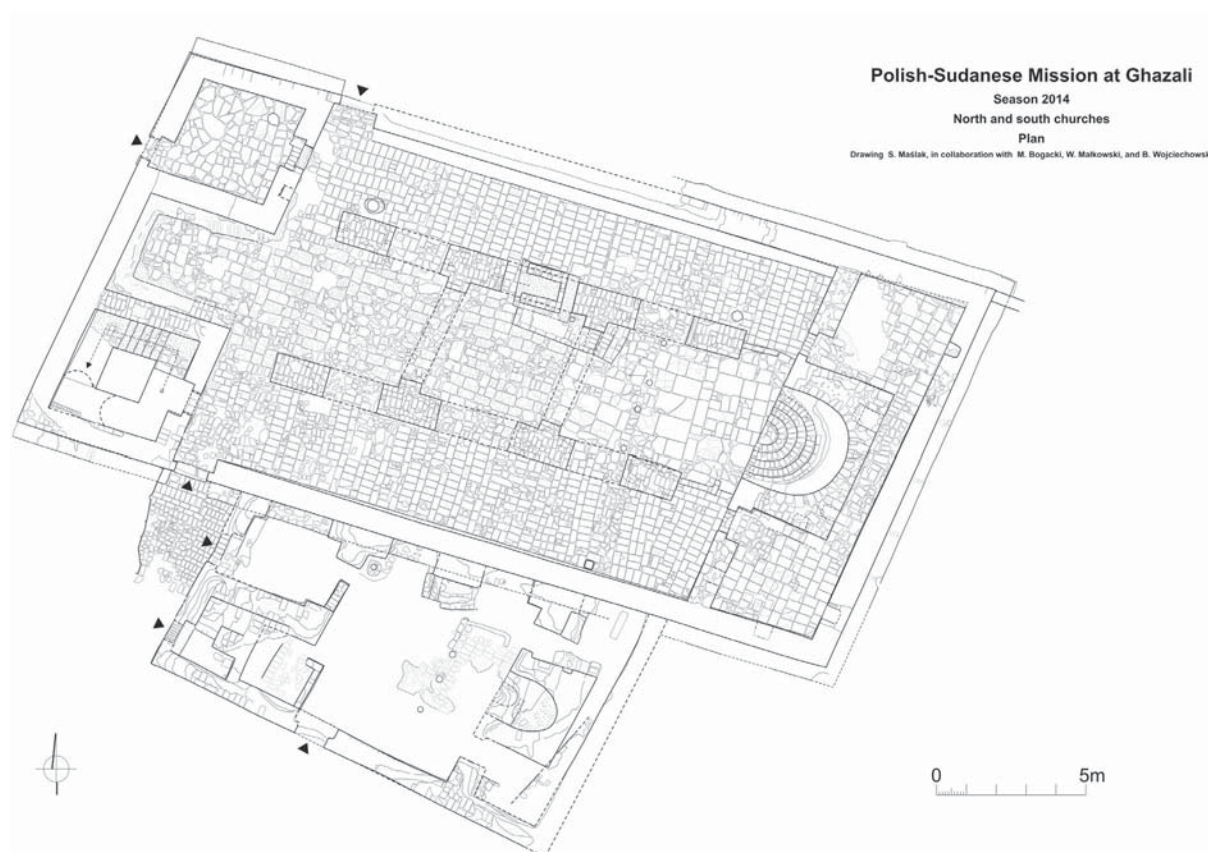 Polish-Sudanese Mission at Ghazali
Season 2014
North and south churches
Plan
Drawing S. Maślak, in collaboration with M. Bogacki, W. Małkowski, and B. Wojciechowsk
0 5m